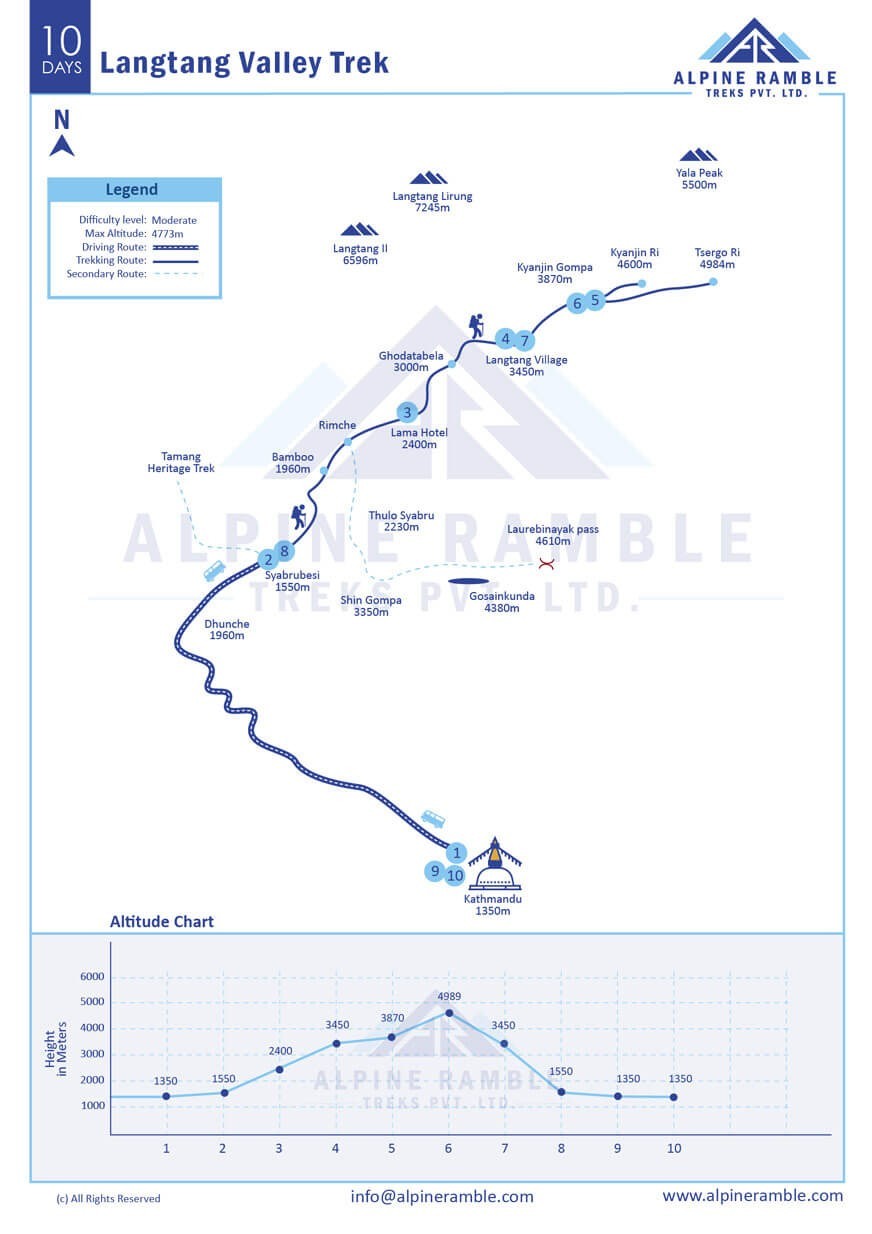 10
DAYS
Langtang Valley Trek
ALPINE RAMBLE
TREKS PVT. LTD.
N
Legend
Difficulty level: Moderate
Max Altitude: 4773m
Driving Route:
Trekking Route:
Secondary Route:
Yala Peak
5500m
Langtang Lirung
7245m
Langtang II
6596m
Kyanjin Ri
4600m
Tsergo Ri
4984m
Kyanjin Gompa
3870m
6
5
4
7
Langtang Village
3450m
Ghodatabela
3000m
3
Lama Hotel
2400m
Rimche
Bamboo
1960m
Tamang
Heritage Trek
Thulo Syabru
2230m
Laurebinayak pass
4610m
ALPINE RAMBLE
TREKS PVT. LTD.
2
8
Syabrubesi
1550m
Shin Gompa
3350m
Gosainkunda
4380m
Dhunche
1960m
1
9
10
Kathmandu
1350m
Altitude Chart
Height
in Meters
6000
5000
4000
3000
2000
1000
1350
1550
2400
3450
3870
4989
3450
1550
1350
1350
ALPINE RAMBLE
TREKS PVT. LTD.
1 2 3 4 5 6 7 8 9 10
(c) All Rights Reserved
info@alpineramble.com
www.alpineramble.com